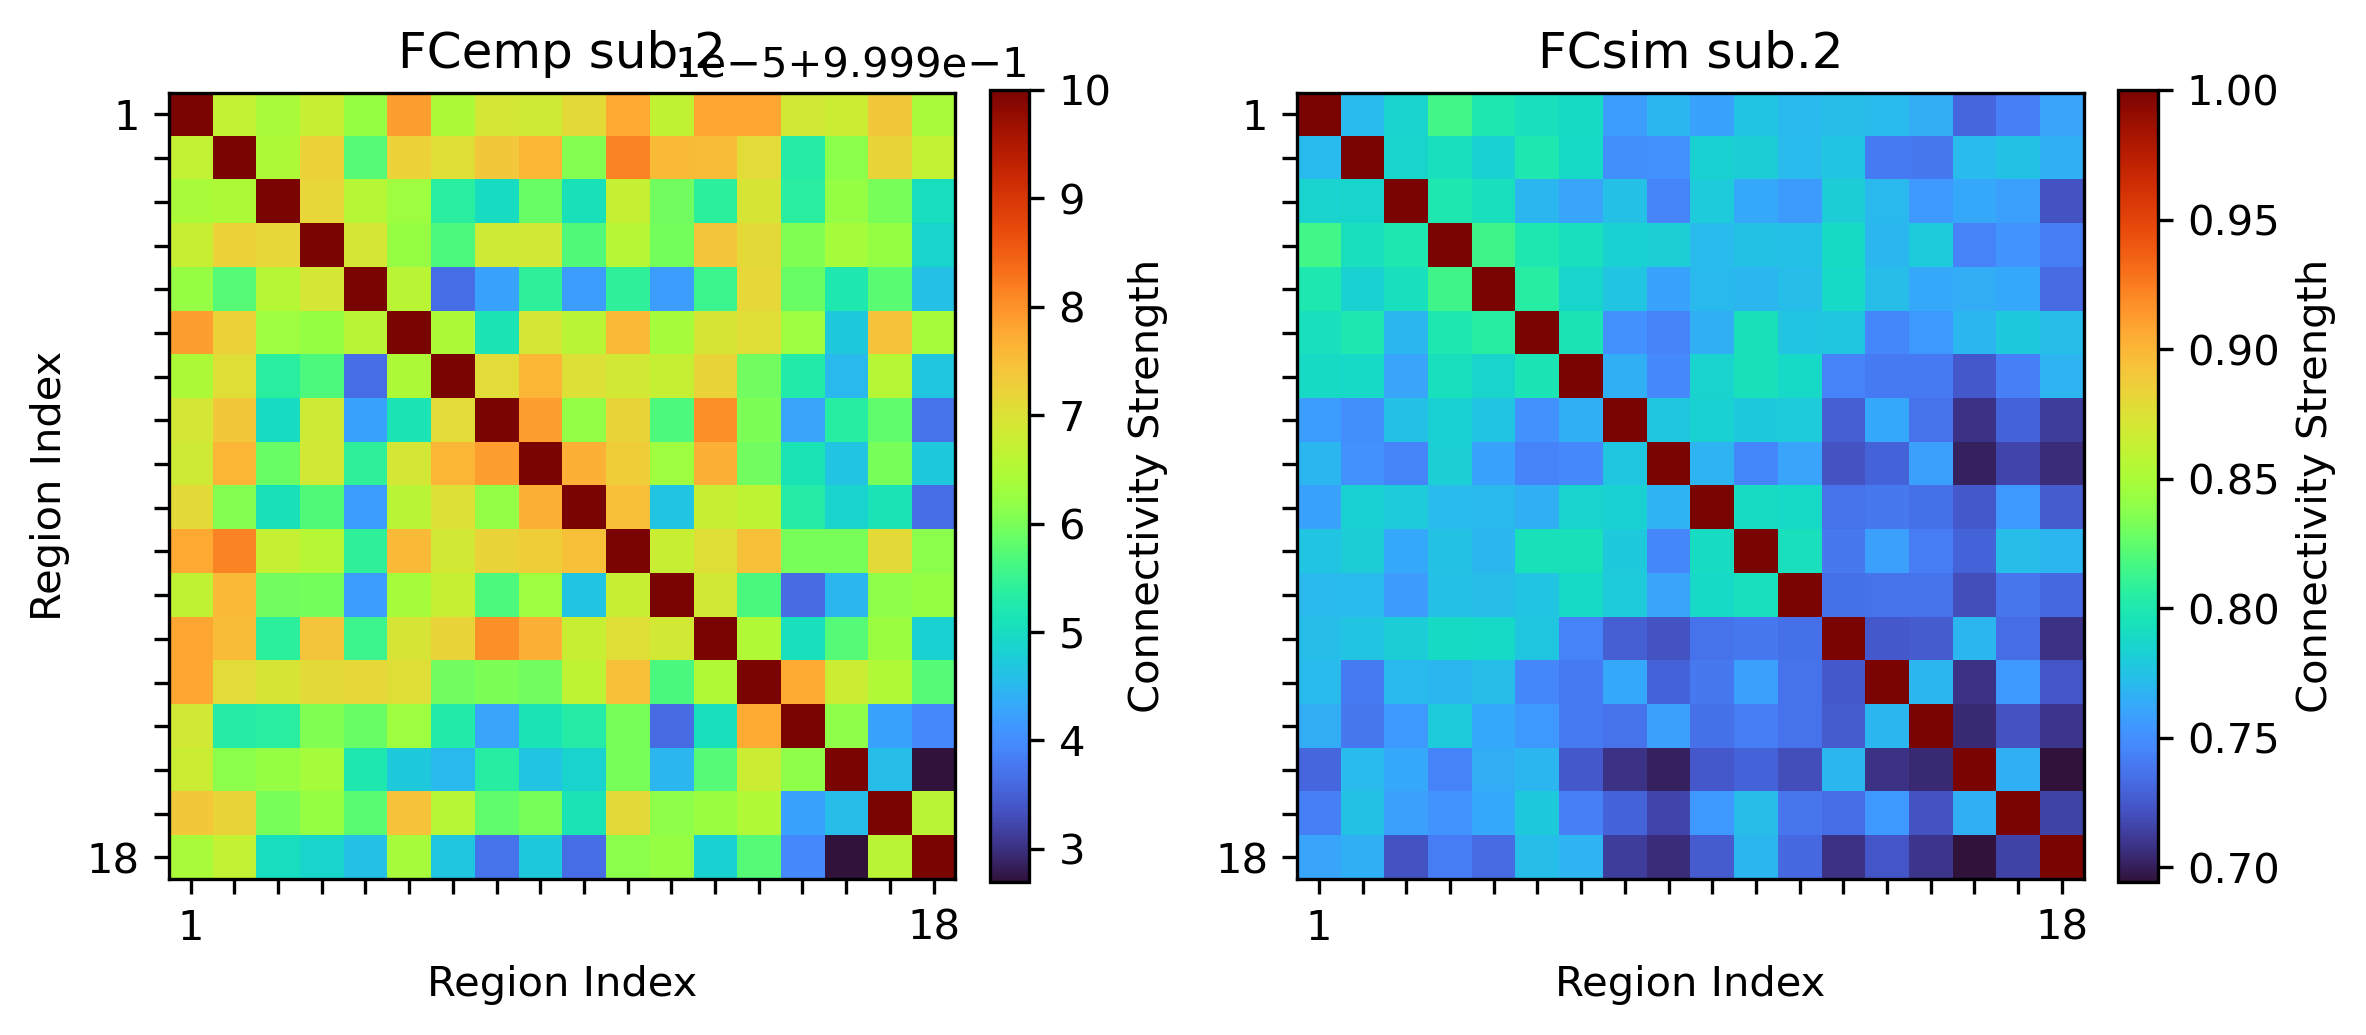 FCemp sub.2
1e−5+9.999e−1
1
18
Region Index
1
18
Region Index
10
9
8
7
6
5
4
3
Connectivity Strength
FCsim sub.2
1
18
1
18
Region Index
1.00
0.95
0.90
0.85
0.80
0.75
0.70
Connectivity Strength